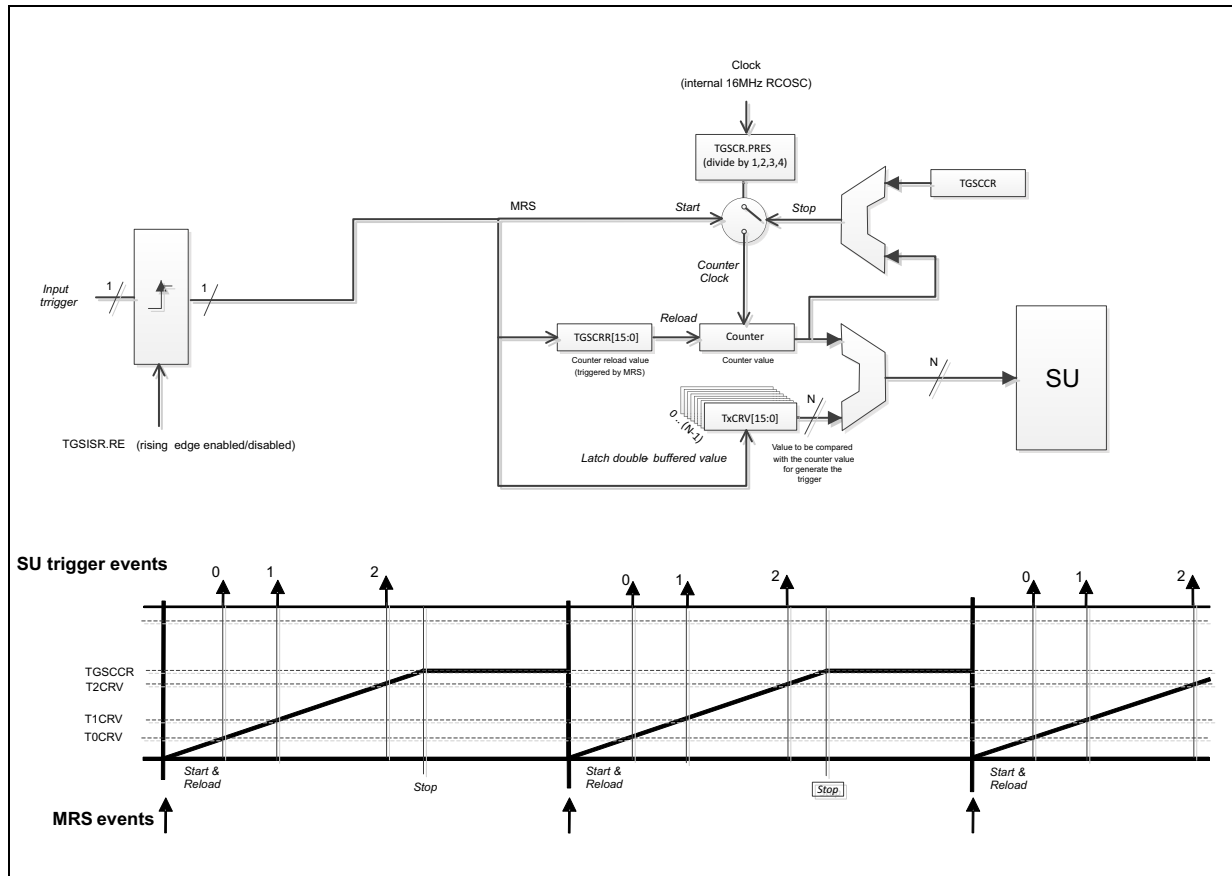 Clock
(internal 16MHz RCOSC)
TGSCR.PRES
(divide by 1,2,3,4)
TGSCCR
MRS
Start
Stop
Input
trrigger
1
1
Counter
Clock
Reload
TGSCRR[15:0]
Counter
Counter reload value
(triggered by MRS)
Counter value
N
SU
N
TxCRV[15:0]
0.. (N-1)
TGSISR.RE (rising edge enabled/disabled)
Latch double buffered value
Value to be compared
with the counter value
for generate the
trigger
SU trigger events
0
1
2
0
1
2
0
1
2
TGSCCR
T2CRV
T1CRV
T0CRV
Start &
Reload
Stop
Start &
Reload
Stop
Start &
Reload
MRS events